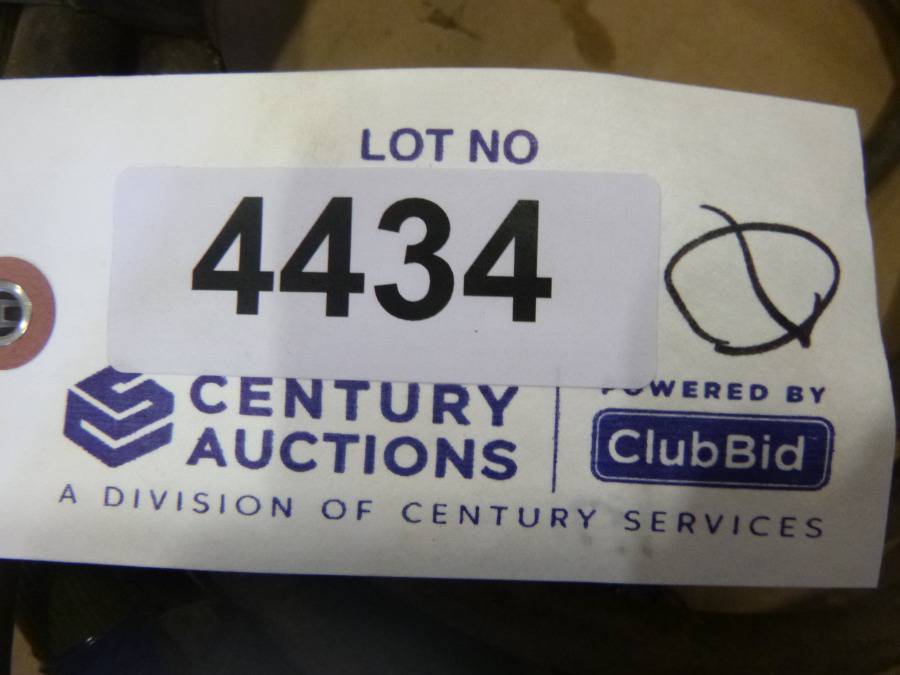 LOT NO
4434
CENTURY
AUCTIONS
POWERED BY
ClubBid
A DIVISION OF CENTURY SERVICES